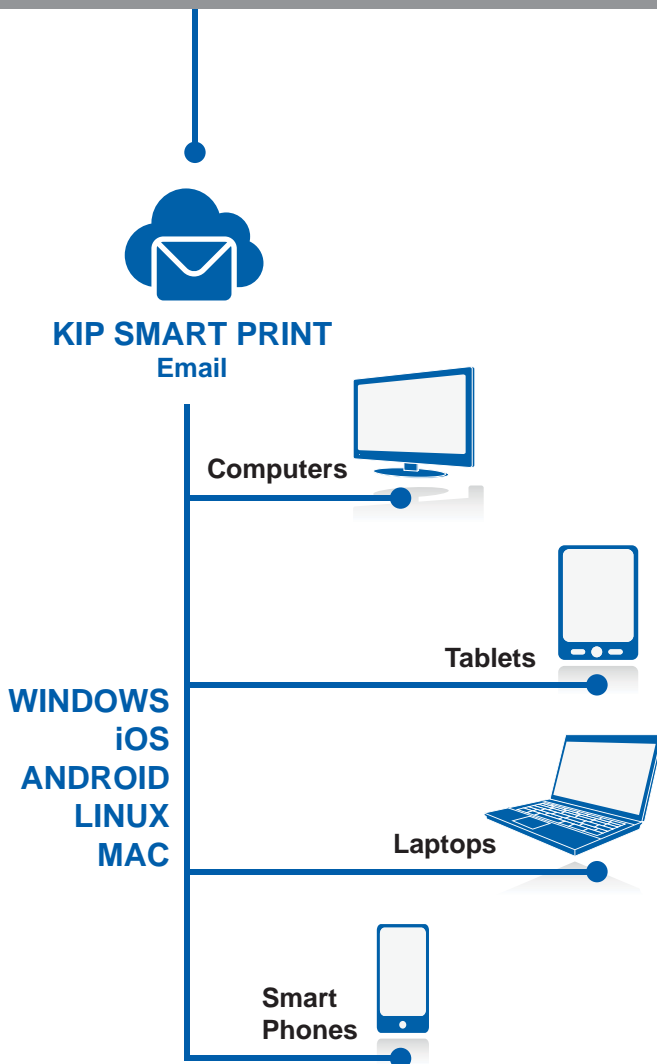 KIP SMART PRINT
Email
Computers
Tablets
WINDOWS
iOS
ANDROID
LINUX
MAC
Laptops
Smart
Phones